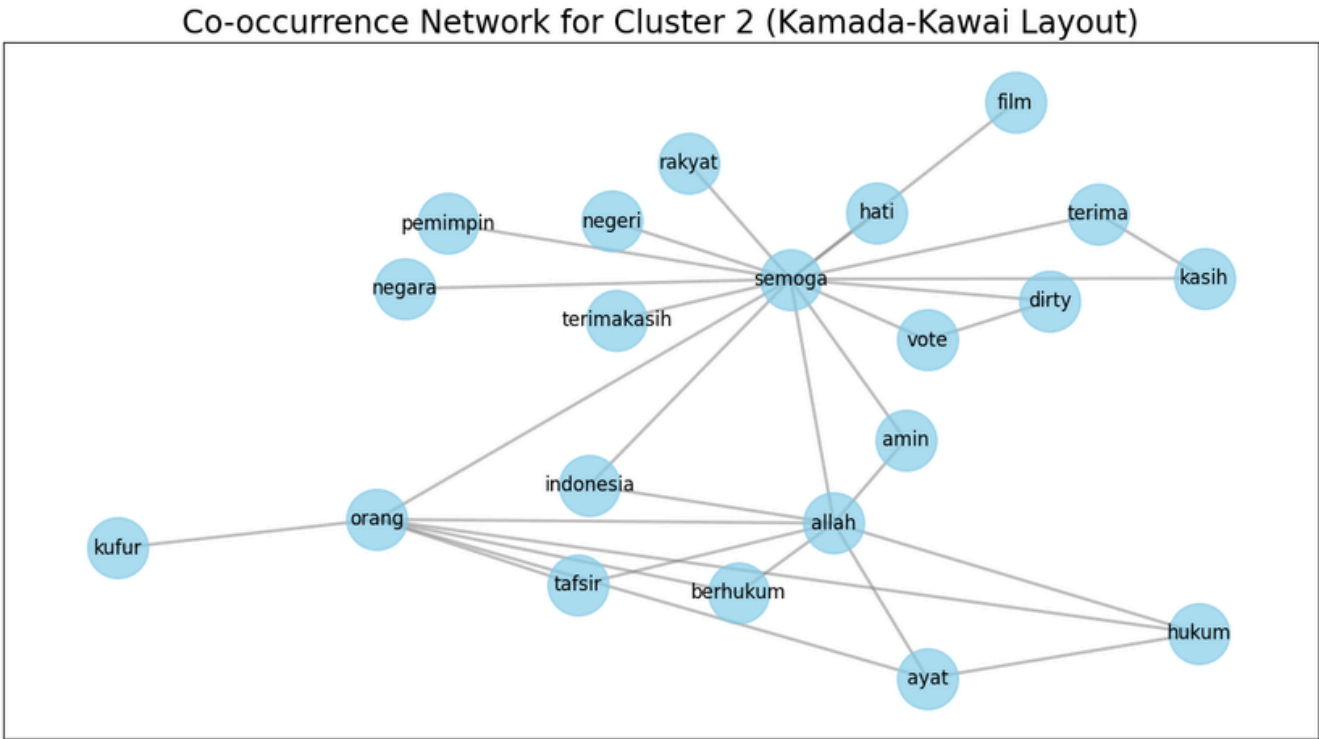 Co-occurrence Network for Cluster 2 (Kamada-Kawai Layout)
film
rakyat
hati
terima
pemimpin
negeri
semoga
kasih
negara
dirty
terimakasih
vote
amin
indonesia
orang
allah
kufur
tafsir
berhukum
hukum
ayat